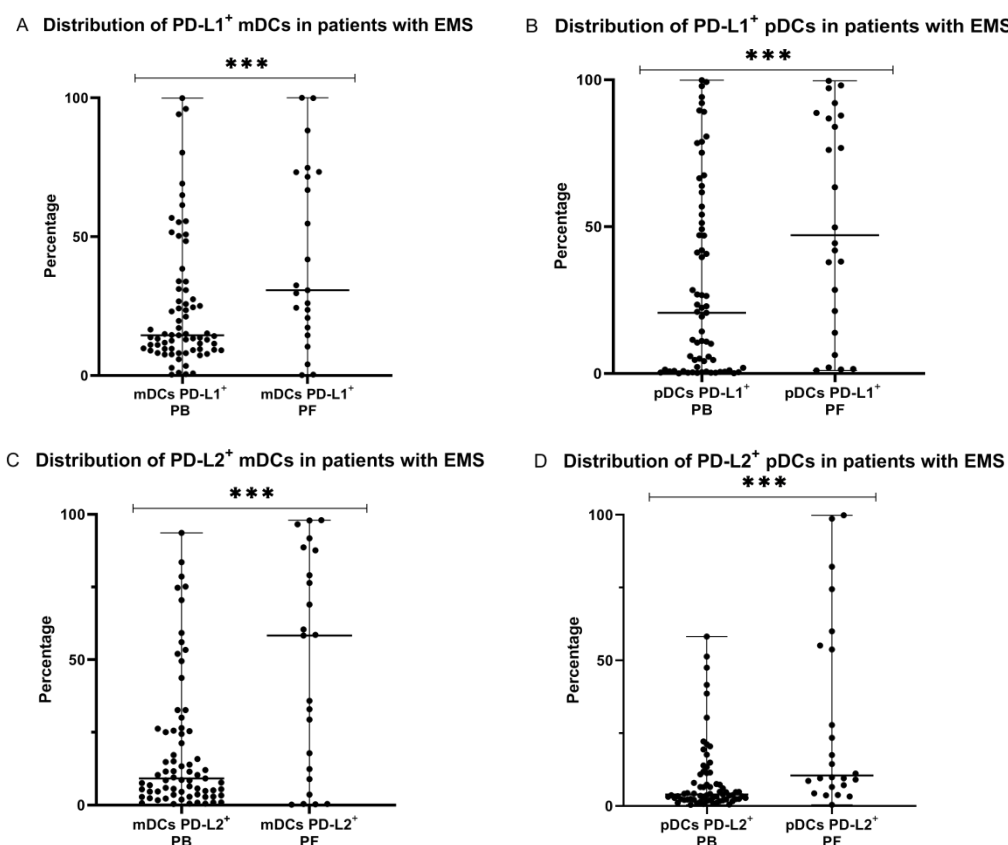 A Distribution of PD-L1⁺ mDCs in patients with EMS
***
Percentage
100
50
0
mDCs PD-L1⁺
PB
mDCs PD-L1⁺
PF
B Distribution of PD-L1⁺ pDCs in patients with EMS
***
Percentage
100
50
0
pDCs PD-L1⁺
PB
pDCs PD-L1⁺
PF
C Distribution of PD-L2⁺ mDCs in patients with EMS
***
Percentage
100
50
0
mDCs PD-L2⁺
PB
mDCs PD-L2⁺
PF
D Distribution of PD-L2⁺ pDCs in patients with EMS
***
Percentage
100
50
0
pDCs PD-L2⁺
PB
pDCs PD-L2⁺
PF